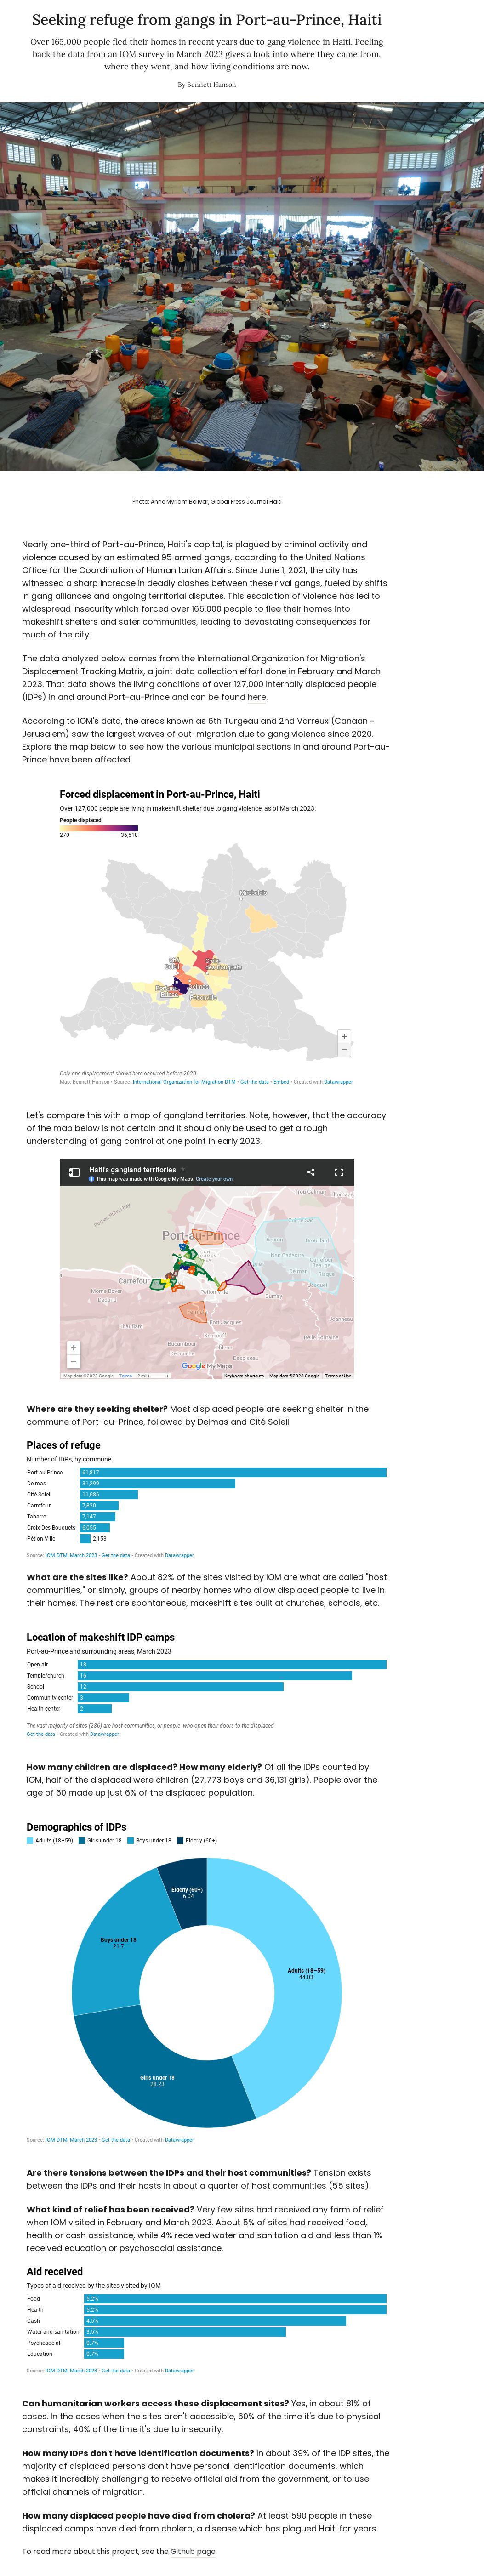 Seeking refuge from gangs in Port-au-Prince, Haiti
Over 165,000 people fled their homes in recent years due to gang violence in Haiti. Peeling
back the data from an IOM survey in March 2023 gives a look into where they came from,
where they went, and how living conditions are now.
By Bennett Hanson
Photo: Anne Myriam Bolivar, Global Press Journal Haiti
Nearly one-third of Port-au-Prince, Haiti's capital, is plagued by criminal activity and
violence caused by an estimated 95 armed gangs, according to the United Nations
Office for the Coordination of Humanitarian Affairs. Since June 1, 2021, the city has
witnessed a sharp increase in deadly clashes between these rival gangs, fueled by shifts
in gang alliances and ongoing territorial disputes. This escalation of violence has led to
widespread insecurity which forced over 165,000 people to flee their homes into
makeshift shelters and safer communities, leading to devastating consequences for
much of the city.
The data analyzed below comes from the International Organization for Migration's
Displacement Tracking Matrix, a joint data collection effort done in February and March
2023. That data shows the living conditions of over 127,000 internally displaced people
(IDPs) in and around Port-au-Prince and can be found here.
According to IOM's data, the areas known as 6th Turgeau and 2nd Varreux (Canaan -
Jerusalem) saw the largest waves of out-migration due to gang violence since 2020.
Explore the map below to see how the various municipal sections in and around Port-au-
Prince have been affected.
Forced displacement in Port-au-Prince, Haiti
Over 127,000 people are living in makeshift shelter due to gang violence, as of March 2023.
People displaced
270 36,518
Mirebalais
Cité
Soleil
Croix-
des-Bouquets
Delmas
Port-au-
Prince
Pétionville
+
−
Only one displacement shown here occurred before 2020.
Map: Bennett Hanson • Source: International Organization for Migration DTM • Get the data • Embed • Created with Datawrapper
Let's compare this with a map of gangland territories. Note, however, that the accuracy
of the map below is not certain and it should only be used to get a rough
understanding of gang control at one point in early 2023.
Haiti's gangland territories
This map was made with Google My Maps. Create your own.
Port-au-Prince Bay
Port-au-Prince
Carrefour
+
−
Google My Maps
Map data ©2023 Google Terms 2 mi
Keyboard shortcuts Map data ©2023 Google Terms of Use
Where are they seeking shelter? Most displaced people are seeking shelter in the
commune of Port-au-Prince, followed by Delmas and Cité Soleil.
Places of refuge
Number of IDPs, by commune
Port-au-Prince 61,817
Delmas 31,299
Cité Soleil 11,686
Carrefour 7,820
Tabarre 7,147
Croix-Des-Bouquets 6,055
Pétion-Ville 2,153
Source: IOM DTM, March 2023 • Get the data • Created with Datawrapper
What are the sites like? About 82% of the sites visited by IOM are what are called "host
communities," or simply, groups of nearby homes who allow displaced people to live in
their homes. The rest are spontaneous, makeshift sites built at churches, schools, etc.
Location of makeshift IDP camps
Port-au-Prince and surrounding areas, March 2023
Open-air 18
Temple/church 16
School 12
Community center 3
Health center 2
The vast majority of sites (286) are host communities, or people who open their doors to the displaced
Get the data • Created with Datawrapper
How many children are displaced? How many elderly? Of all the IDPs counted by
IOM, half of the displaced were children (27,773 boys and 36,131 girls). People over the
age of 60 made up just 6% of the displaced population.
Demographics of IDPs
Adults (18–59) Girls under 18 Boys under 18 Elderly (60+)
Elderly (60+)
6.04
Boys under 18
21.7
Adults (18–59)
44.03
Girls under 18
28.23
Source: IOM DTM, March 2023 • Get the data • Created with Datawrapper
Are there tensions between the IDPs and their host communities? Tension exists
between the IDPs and their hosts in about a quarter of host communities (55 sites).
What kind of relief has been received? Very few sites had received any form of relief
when IOM visited in February and March 2023. About 5% of sites had received food,
health or cash assistance, while 4% received water and sanitation aid and less than 1%
received education or psychosocial assistance.
Aid received
Types of aid received by the sites visited by IOM
Food 5.2%
Health 5.2%
Cash 4.5%
Water and sanitation 3.5%
Psychosocial 0.7%
Education 0.7%
Source: IOM DTM, March 2023 • Get the data • Created with Datawrapper
Can humanitarian workers access these displacement sites? Yes, in about 81% of
cases. In the cases when the sites aren't accessible, 60% of the time it's due to physical
constraints; 40% of the time it's due to insecurity.
How many IDPs don't have identification documents? In about 39% of the IDP sites, the
majority of displaced persons don't have personal identification documents, which
makes it incredibly challenging to receive official aid from the government, or to use
official channels of migration.
How many displaced people have died from cholera? At least 590 people in these
displaced camps have died from cholera, a disease which has plagued Haiti for years.
To read more about this project, see the Github page.